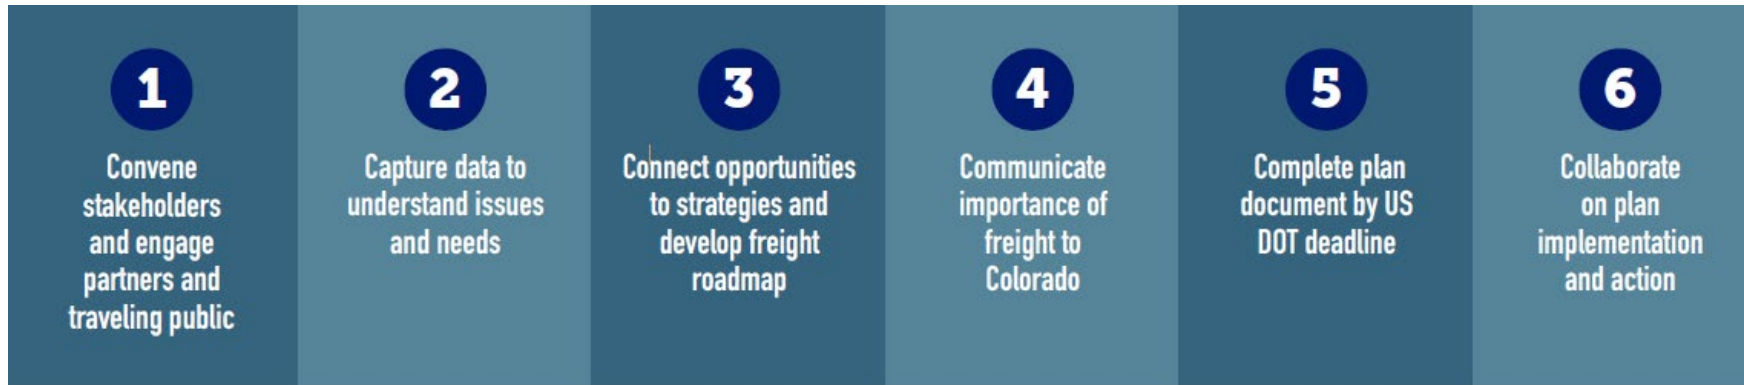 1
Convene
stakeholders
and engage
partners and
traveling public
2
Capture data to
understand issues
and needs
3
Connect opportunities
to strategies and
develop freight
roadmap
4
Communicate
importance of
freight to
Colorado
5
Complete plan
document by US
DOT deadline
6
Collaborate
on plan
implementation
and action